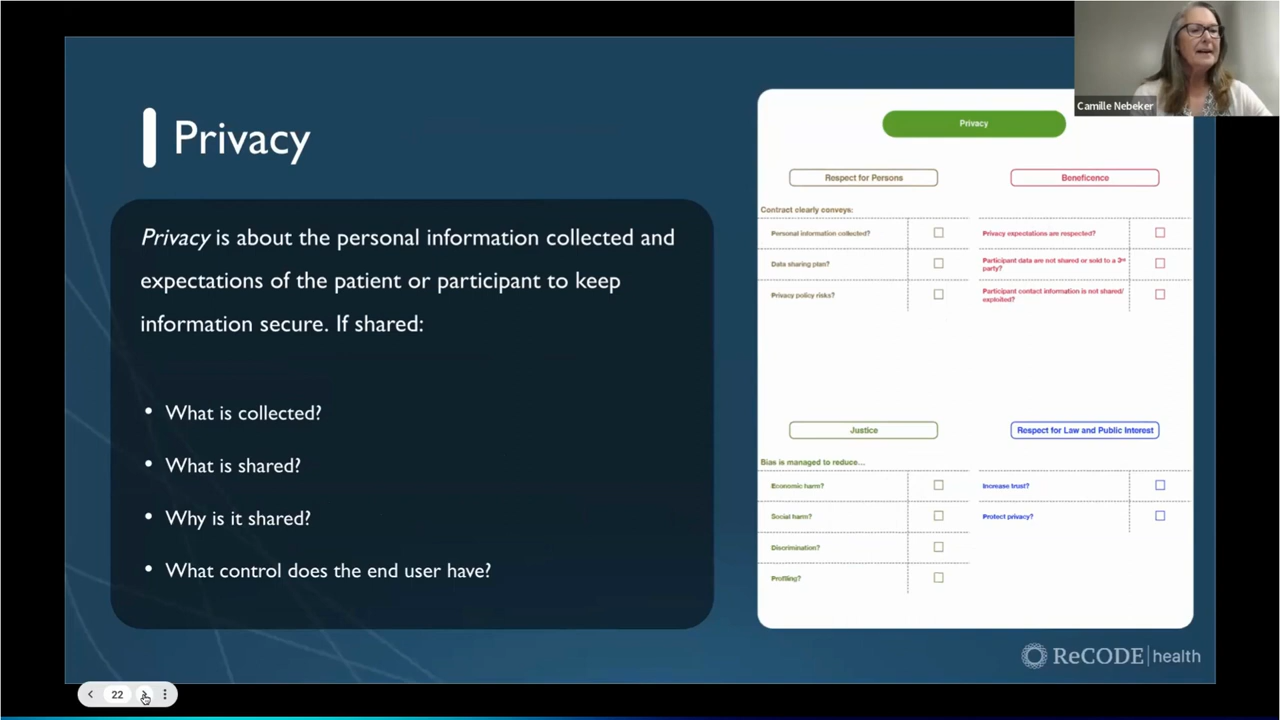 Camille Nebeker
Privacy
Privacy is about the personal information collected and
expectations of the patient or participant to keep
information secure. If shared:
• What is collected?
• What is shared?
• Why is it shared?
• What control does the end user have?
Privacy
Respect for Persons
Contract clearly conveys:
Personal information collected?
Data sharing plan?
Privacy policy risks?
Beneficence
Privacy expectations are respected?
Participant data are not shared or sold to a 3rd
party?
Participant contact information is not shared/
exploited?
Justice
Bias is managed to reduce...
Economic harm?
Social harm?
Discrimination?
Profiling?
Respect for Law and Public Interest
Increase trust?
Protect privacy?
ReCODE health
22